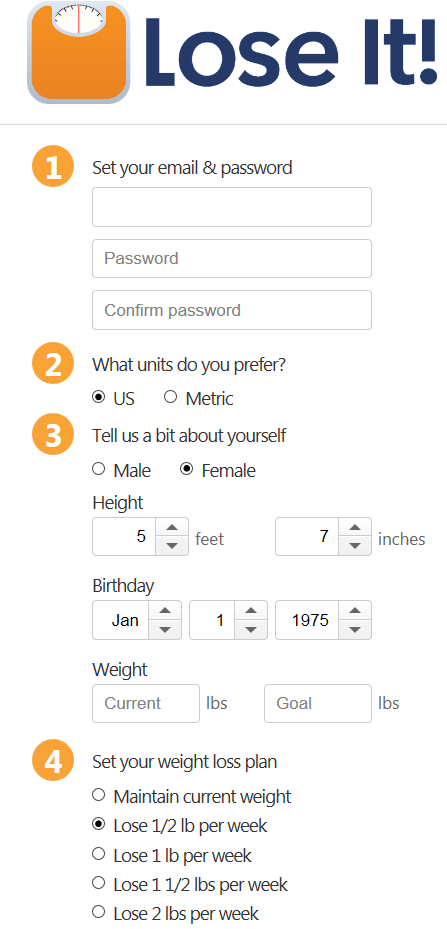 Lose It!
1 Set your email & password
Password
Confirm password
2 What units do you prefer?
US Metric
3 Tell us a bit about yourself
Male Female
Height
5 feet 7 inches
Birthday
Jan 1 1975
Weight
Current lbs Goal lbs
4 Set your weight loss plan
Maintain current weight
Lose 1/2 lb per week
Lose 1 lb per week
Lose 1 1/2 lbs per week
Lose 2 lbs per week